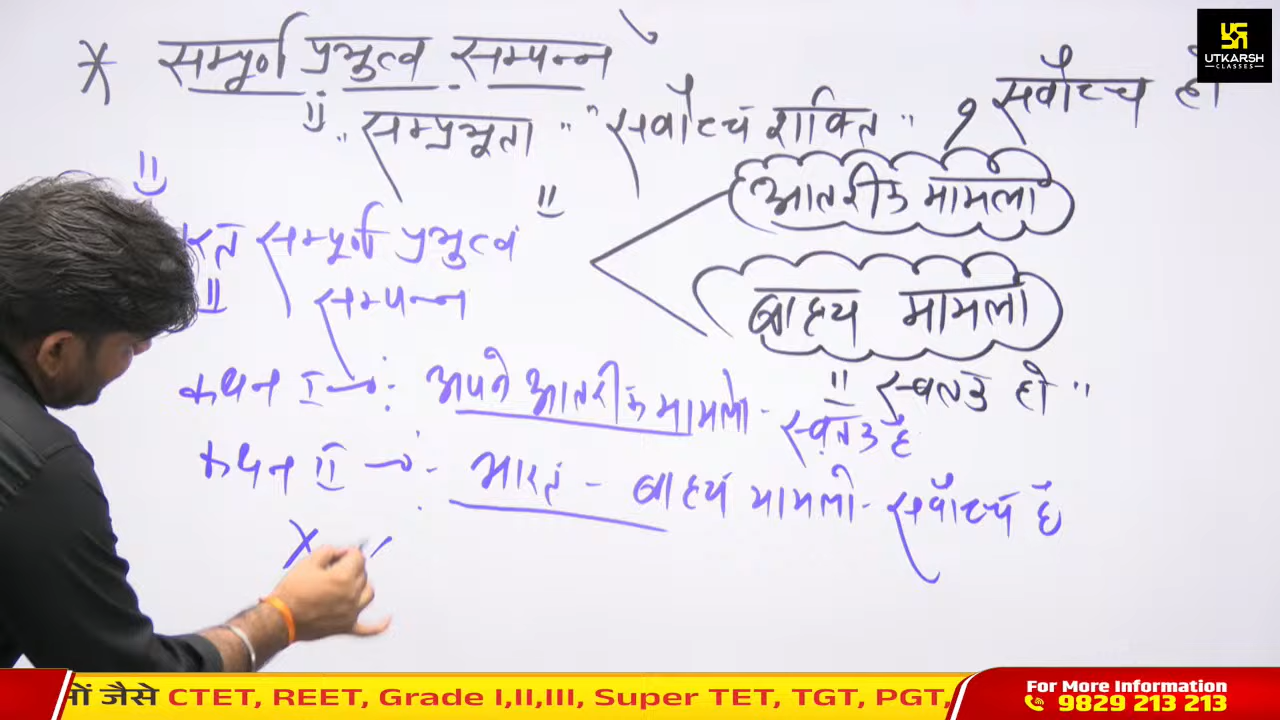 * सम्पूर्ण प्रभुत्व सम्पन्न
" सम्प्रभूता " " सर्वोच्च शक्ति "
सर्वोच्च हो
आतरीक मामलो
बाह्य मामलो
" स्वतंत्र हो "
सम्पूर्ण प्रभुत्व
सम्पन्न
कथन I → : अपने आतरीक मामलो - स्वतंत्र है
कथन II → : - भारत - बाह्य मामलो - सर्वोच्च है
UTKARSH
CLASSES
जैसे CTET, REET, Grade I,II,III, Super TET, TGT, PGT,
For More Information
9829 213 213